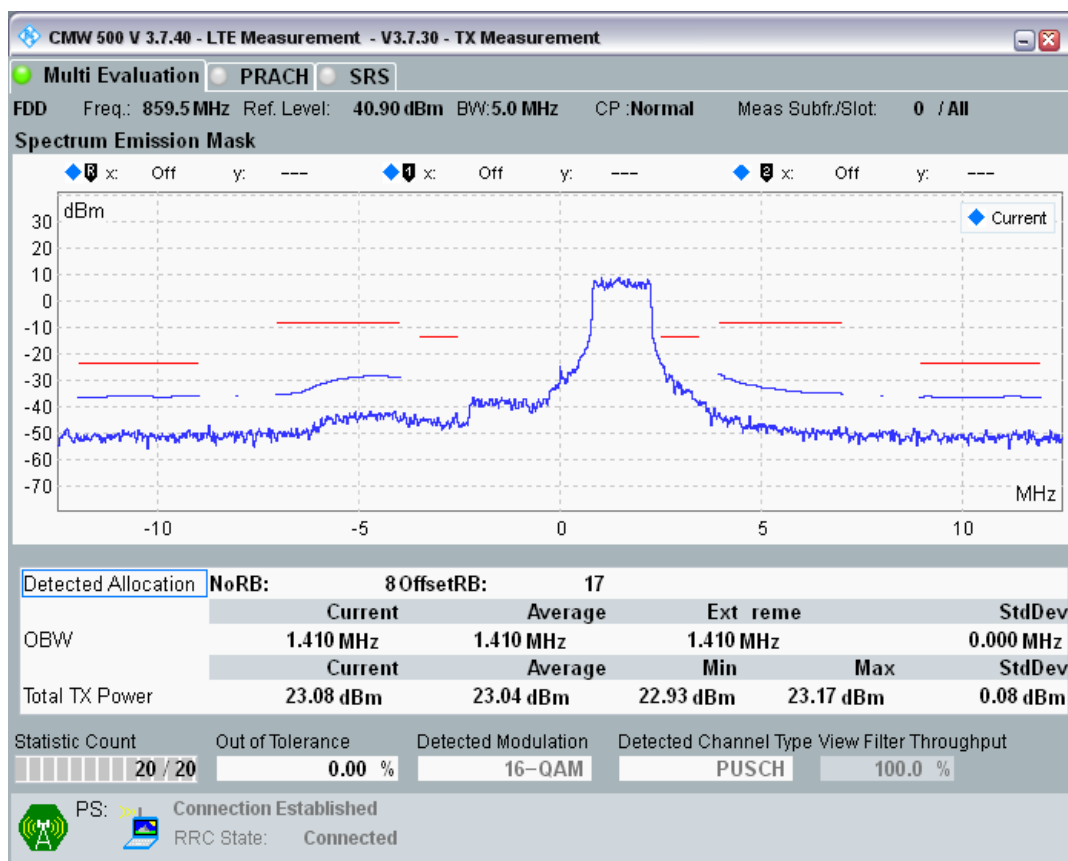 CMW 500 V 3.7.40 - LTE Measurement - V3.7.30 - TX Measurement
Multi Evaluation PRACH SRS
FDD Freq.: 859.5 MHz Ref. Level: 40.90 dBm BW:5.0 MHz CP :Normal Meas Subfr./Slot: 0 / All
Spectrum Emission Mask
R x: Off y: --- 1 x: Off y: --- 2 x: Off y: ---
dBm
Current
30
20
10
0
-10
-20
-30
-40
-50
-60
-70
MHz
-10 -5 0 5 10
Detected Allocation NoRB: 8 OffsetRB: 17
Current Average Ext reme StdDev
OBW 1.410 MHz 1.410 MHz 1.410 MHz 0.000 MHz
Current Average Min Max StdDev
Total TX Power 23.08 dBm 23.04 dBm 22.93 dBm 23.17 dBm 0.08 dBm
Statistic Count Out of Tolerance Detected Modulation Detected Channel Type View Filter Throughput
20 / 20 0.00 % 16-QAM PUSCH 100.0 %
PS: Connection Established
RRC State: Connected